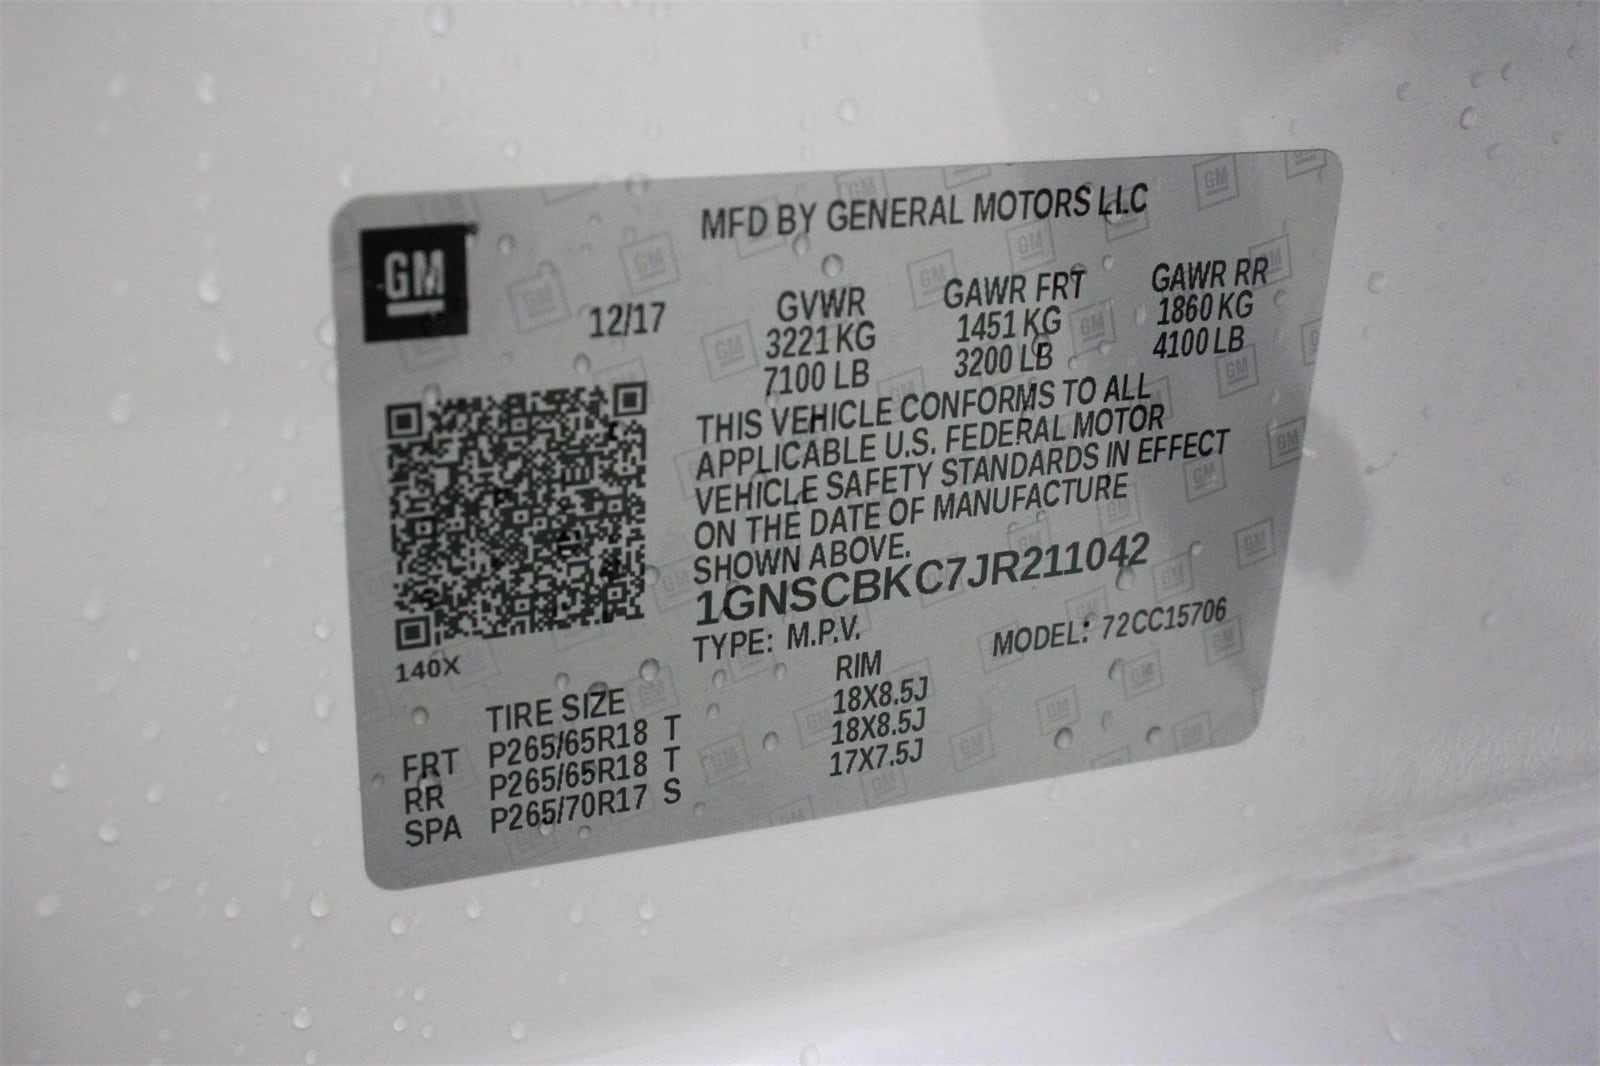 GM
MFD BY GENERAL MOTORS LLC
12/17
GVWR GAWR FRT GAWR RR
3221 KG 1451 KG 1860 KG
7100 LB 3200 LB 4100 LB
THIS VEHICLE CONFORMS TO ALL
APPLICABLE U.S. FEDERAL MOTOR
VEHICLE SAFETY STANDARDS IN EFFECT
ON THE DATE OF MANUFACTURE
SHOWN ABOVE.
1GNSCBKC7JR211042
TYPE: M.P.V. MODEL: 72CC15706
140X
TIRE SIZE RIM
FRT P265/65R18 T 18X8.5J
RR P265/65R18 T 18X8.5J
SPA P265/70R17 S 17X7.5J